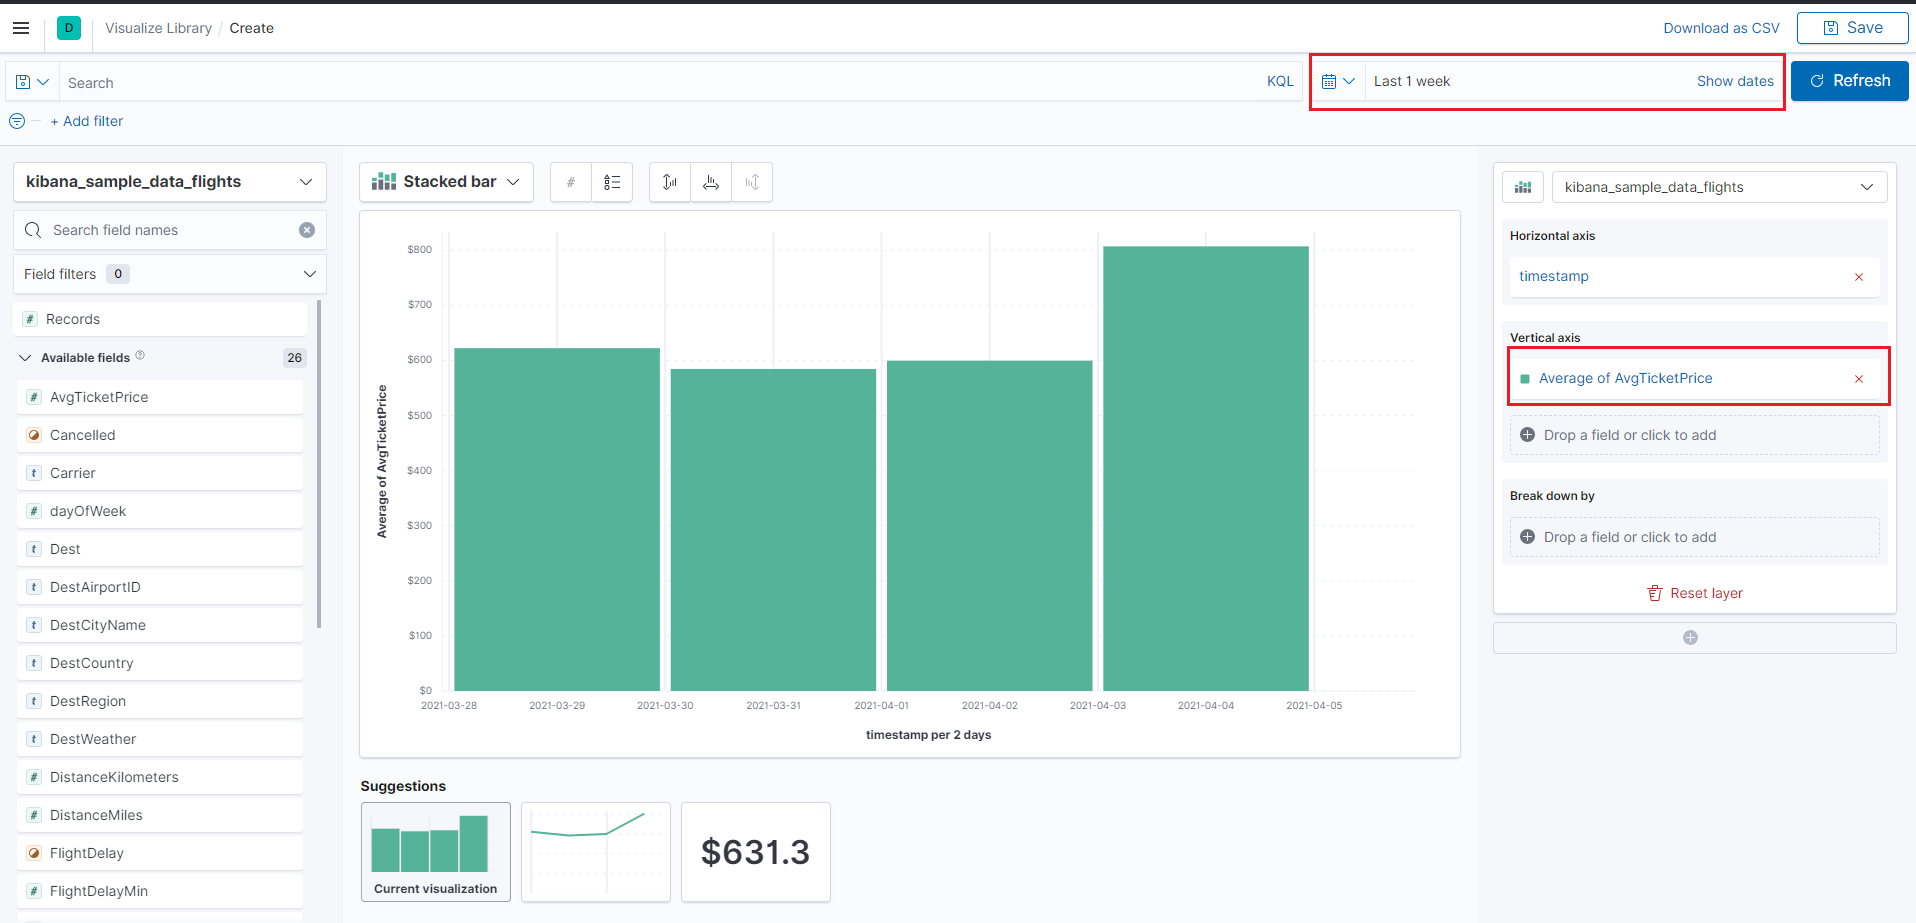 D Visualize Library / Create Download as CSV Save
Search KQL Last 1 week Show dates Refresh
+ Add filter
kibana_sample_data_flights
Search field names
Field filters 0
# Records
Available fields 26
# AvgTicketPrice
Cancelled
t Carrier
# dayOfWeek
t Dest
t DestAirportID
t DestCityName
t DestCountry
t DestRegion
t DestWeather
# DistanceKilometers
# DistanceMiles
FlightDelay
# FlightDelayMin
Stacked bar #
Average of AvgTicketPrice
$800
$700
$600
$500
$400
$300
$200
$100
$0
2021-03-28 2021-03-29 2021-03-30 2021-03-31 2021-04-01 2021-04-02 2021-04-03 2021-04-04 2021-04-05
timestamp per 2 days
Suggestions
Current visualization
$631.3
kibana_sample_data_flights
Horizontal axis
timestamp
Vertical axis
Average of AvgTicketPrice
Drop a field or click to add
Break down by
Drop a field or click to add
Reset layer